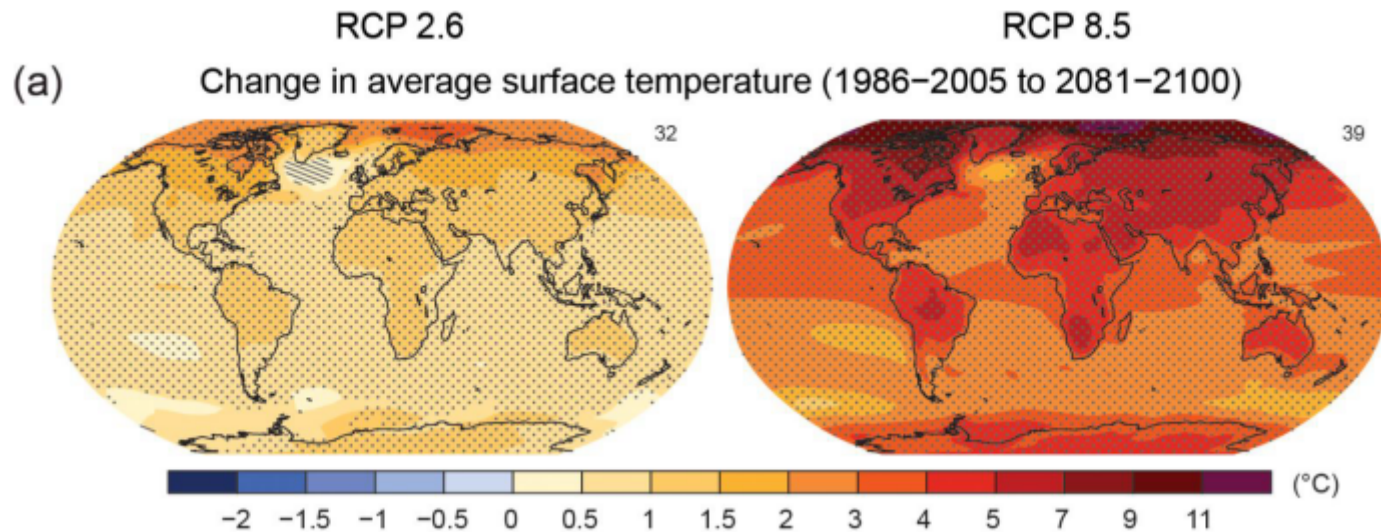 RCP 2.6 RCP 8.5
(a) Change in average surface temperature (1986−2005 to 2081−2100)
32 39
(°C)
−2 −1.5 −1 −0.5 0 0.5 1 1.5 2 3 4 5 7 9 11